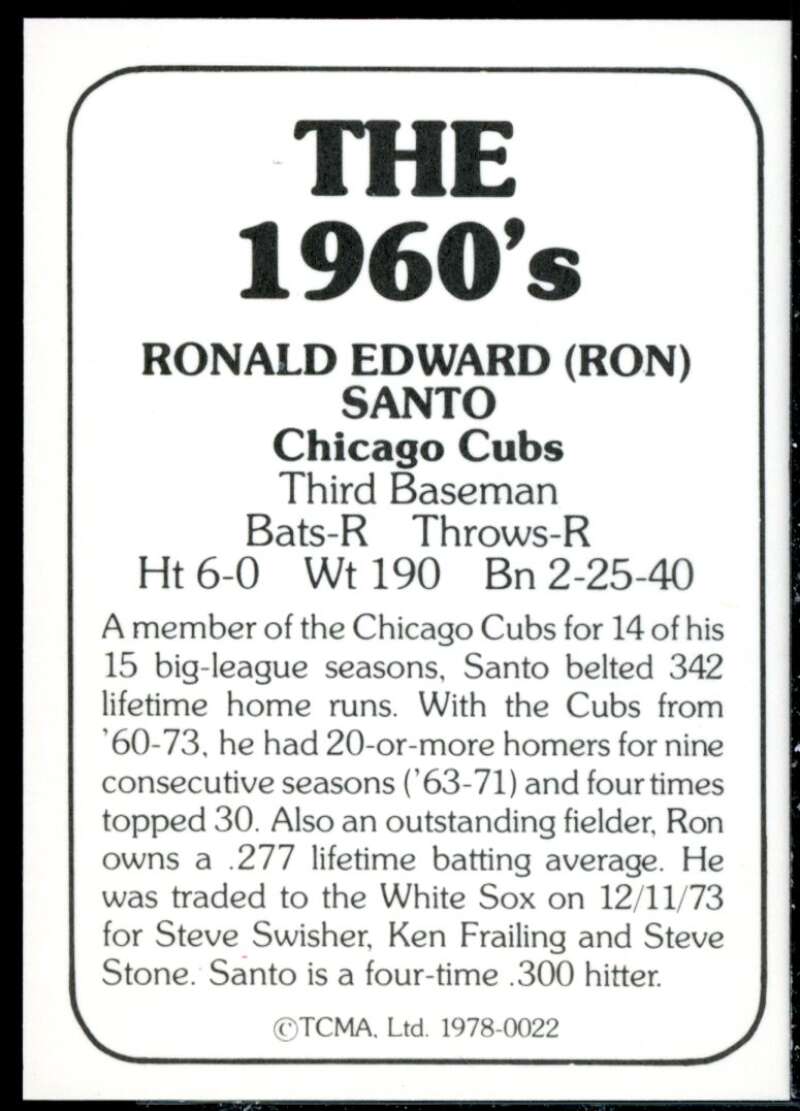 THE
1960's
RONALD EDWARD (RON)
SANTO
Chicago Cubs
Third Baseman
Bats-R Throws-R
Ht 6-0 Wt 190 Bn 2-25-40
A member of the Chicago Cubs for 14 of his
15 big-league seasons, Santo belted 342
lifetime home runs. With the Cubs from
'60-73, he had 20-or-more homers for nine
consecutive seasons ('63-71) and four times
topped 30. Also an outstanding fielder, Ron
owns a .277 lifetime batting average. He
was traded to the White Sox on 12/11/73
for Steve Swisher, Ken Frailing and Steve
Stone. Santo is a four-time .300 hitter.
©TCMA, Ltd. 1978-0022